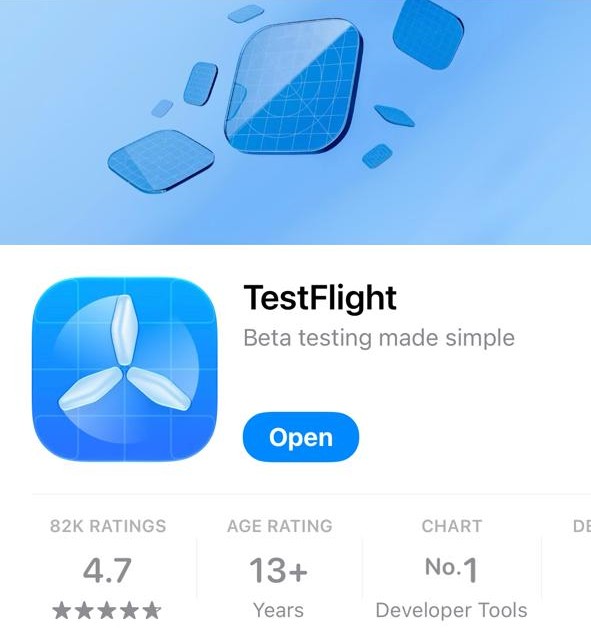 TestFlight
Beta testing made simple
Open
82K RATINGS
4.7
AGE RATING
13+
Years
CHART
No.1
Developer Tools
DE